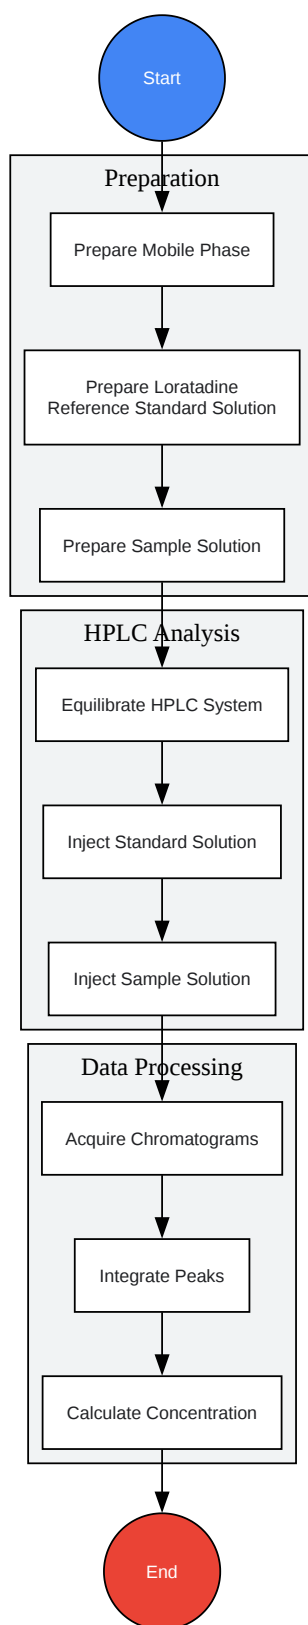 Start
Preparation
Prepare Mobile Phase
Prepare Loratadine
Reference Standard Solution
Prepare Sample Solution
HPLC Analysis
Equilibrate HPLC System
Inject Standard Solution
Inject Sample Solution
Data Processing
Acquire Chromatograms
Integrate Peaks
Calculate Concentration
End